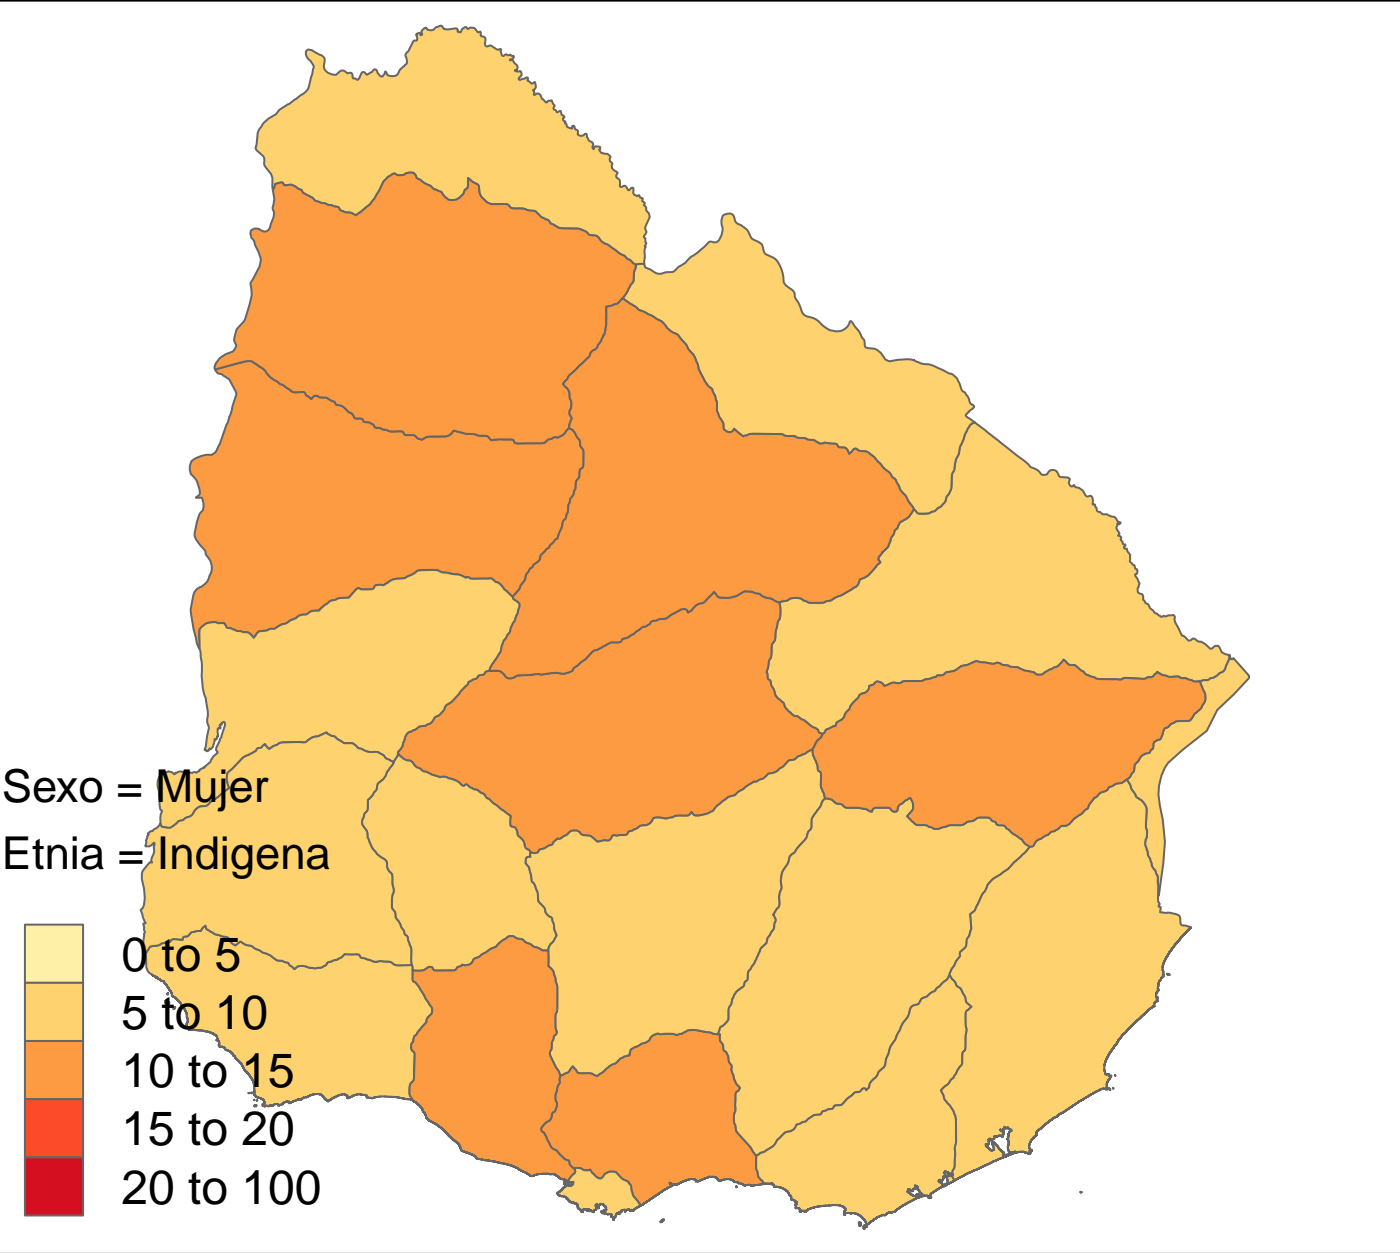 Sexo = Mujer
Etnia = Indigena
0 to 5
5 to 10
10 to 15
15 to 20
20 to 100